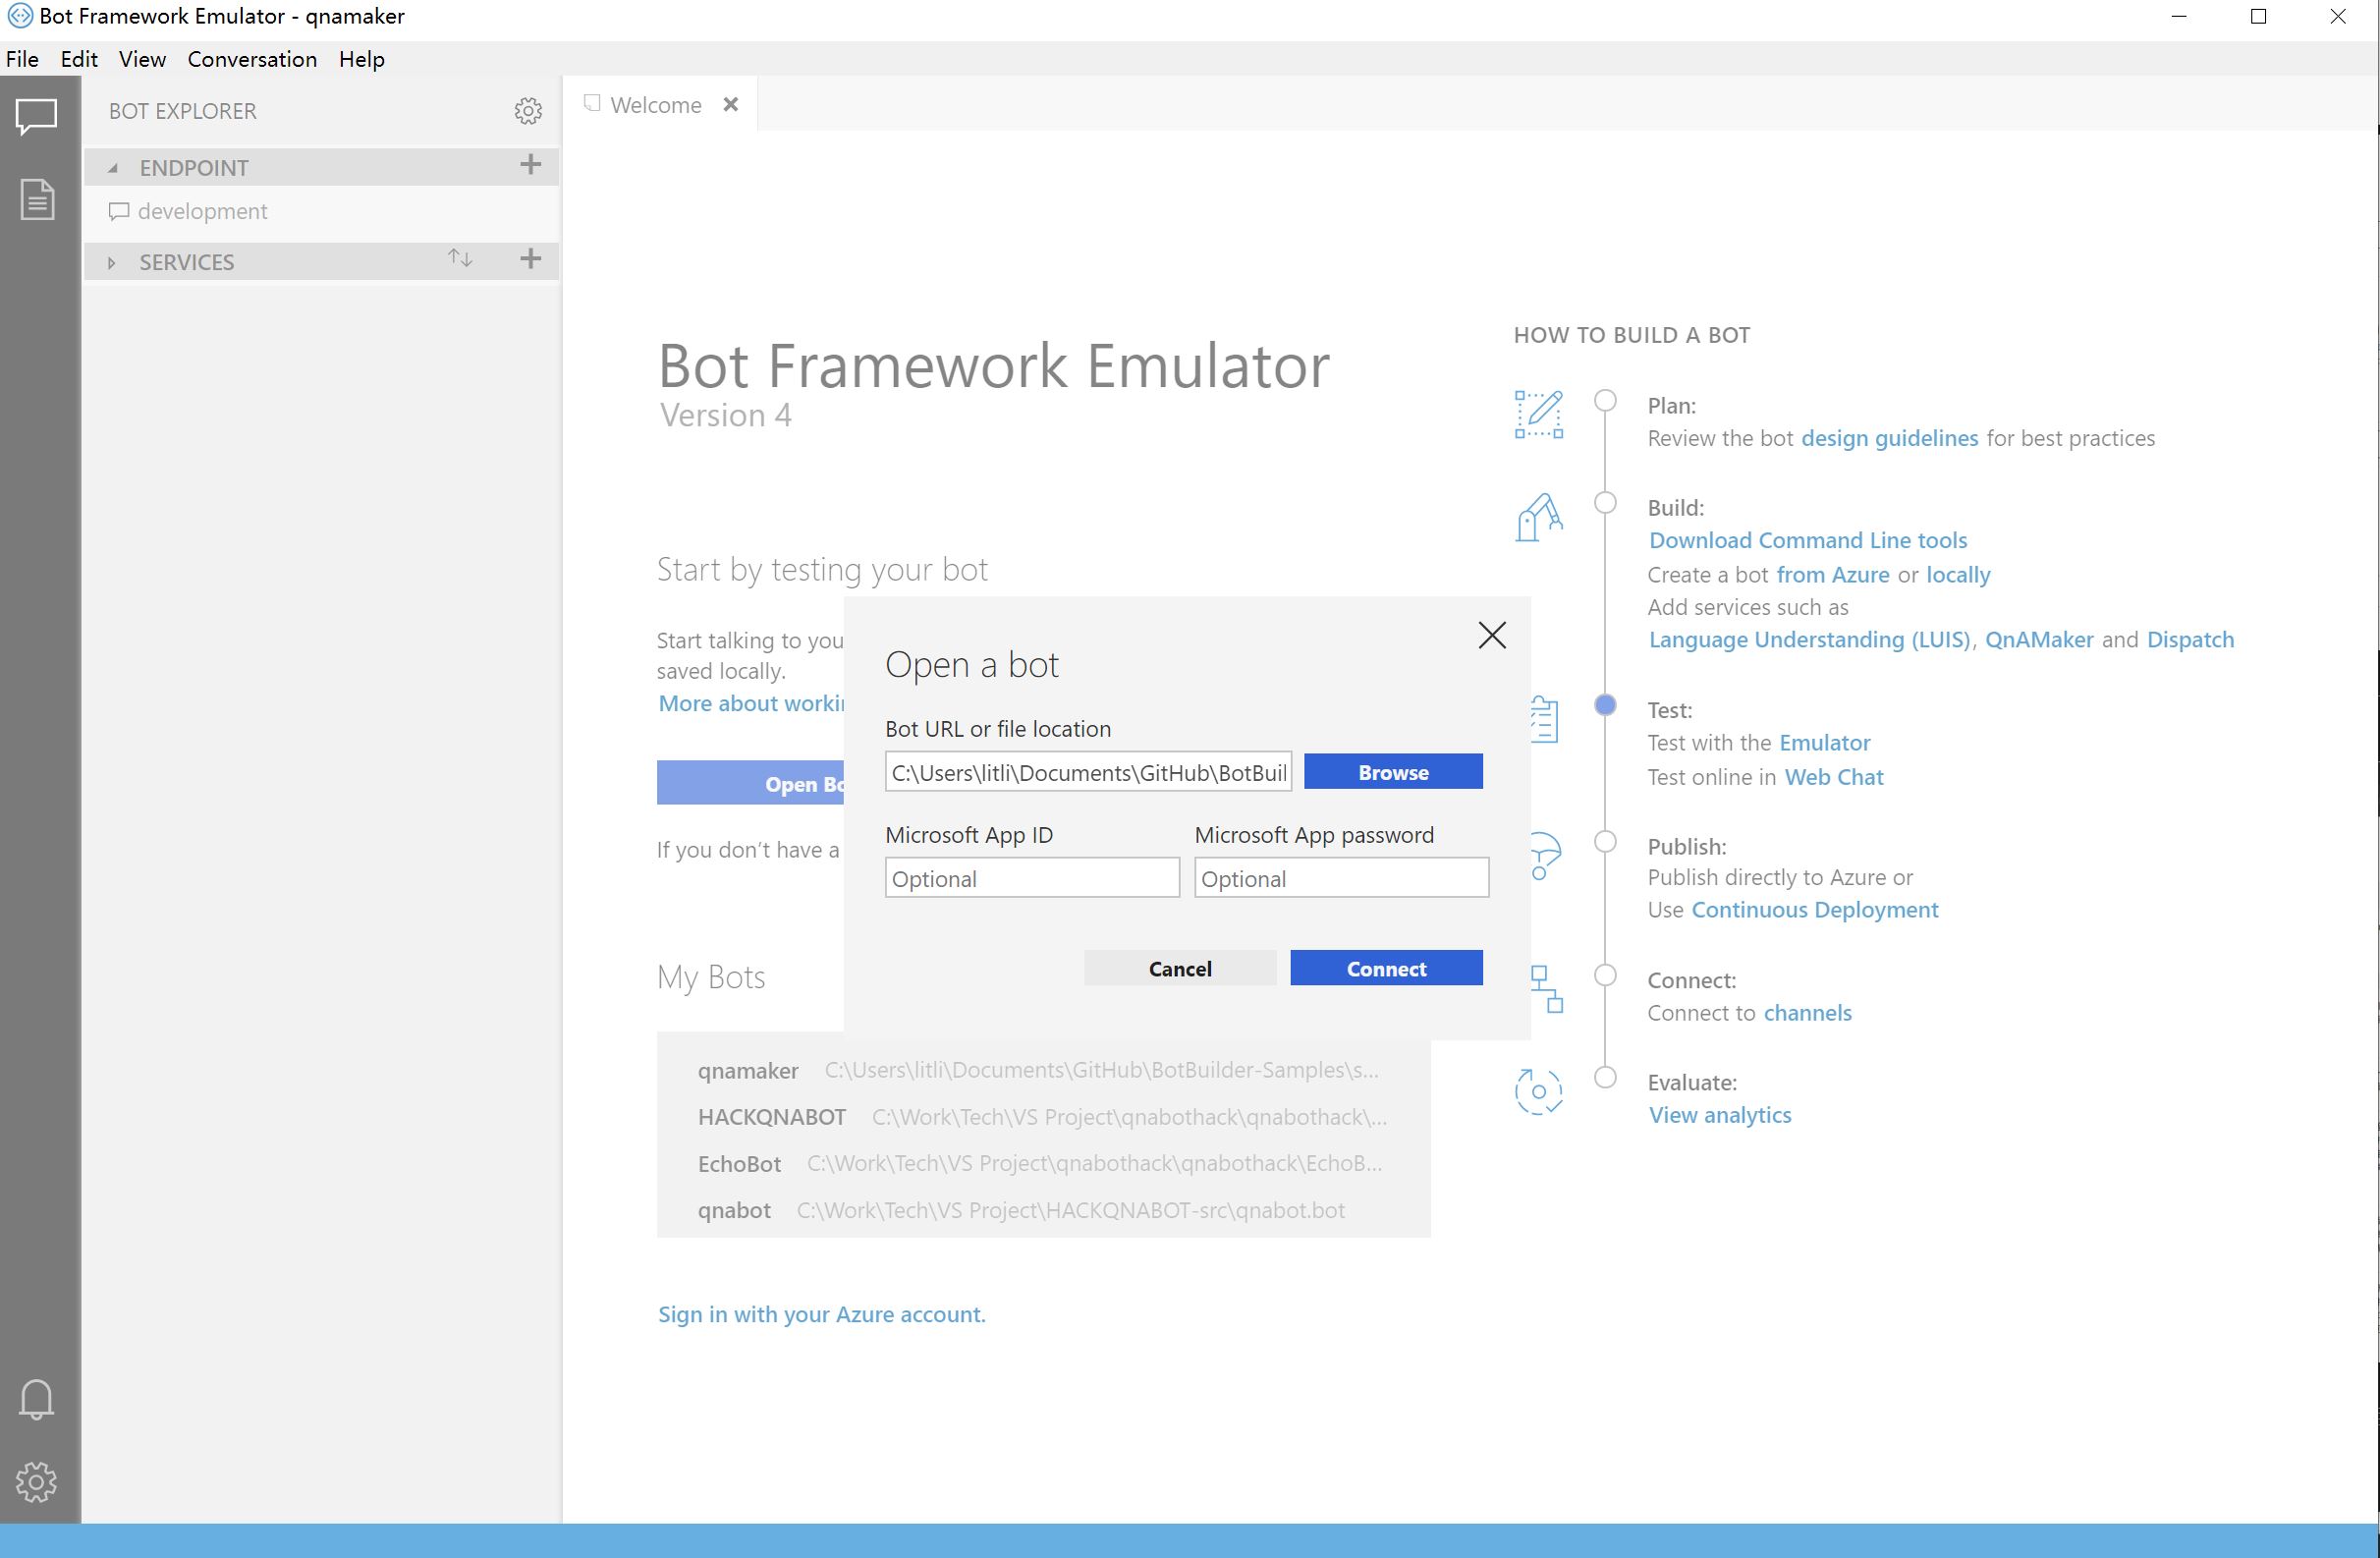 Bot Framework Emulator - qnamaker
File Edit View Conversation Help
BOT EXPLORER
ENDPOINT
development
SERVICES
Welcome
Bot Framework Emulator
Version 4
Start by testing your bot
Start talking to you
saved locally.
More about workin
Open Bo
If you don't have a
My Bots
qnamaker C:\Users\litli\Documents\GitHub\BotBuilder-Samples\s...
HACKQNABOT C:\Work\Tech\VS Project\qnabothack\qnabothack\...
EchoBot C:\Work\Tech\VS Project\qnabothack\qnabothack\EchoB...
qnabot C:\Work\Tech\VS Project\HACKQNABOT-src\qnabot.bot
Sign in with your Azure account.
Open a bot
Bot URL or file location
C:\Users\litli\Documents\GitHub\BotBuil
Browse
Microsoft App ID Microsoft App password
Optional Optional
Cancel Connect
HOW TO BUILD A BOT
Plan:
Review the bot design guidelines for best practices
Build:
Download Command Line tools
Create a bot from Azure or locally
Add services such as
Language Understanding (LUIS), QnAMaker and Dispatch
Test:
Test with the Emulator
Test online in Web Chat
Publish:
Publish directly to Azure or
Use Continuous Deployment
Connect:
Connect to channels
Evaluate:
View analytics